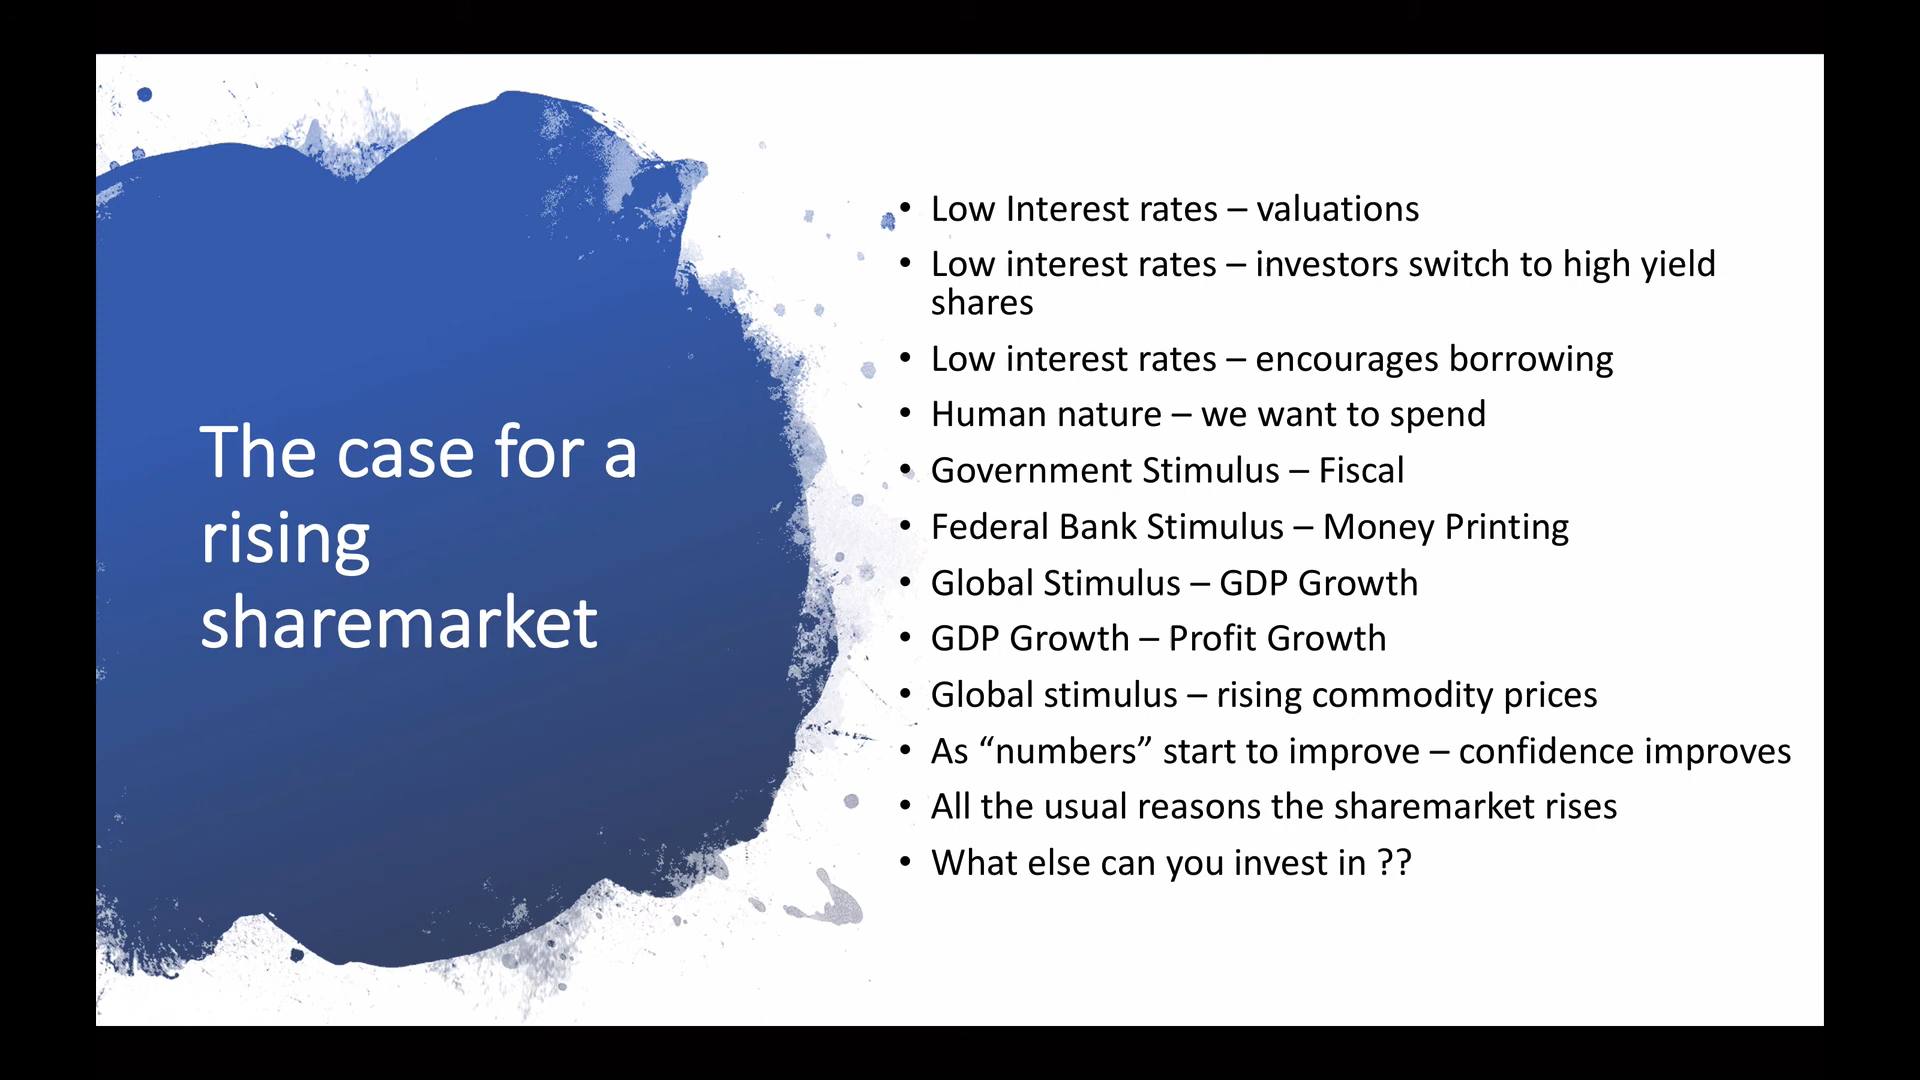 The case for a
rising
sharemarket
• Low Interest rates – valuations
• Low interest rates – investors switch to high yield
shares
• Low interest rates – encourages borrowing
• Human nature – we want to spend
• Government Stimulus – Fiscal
• Federal Bank Stimulus – Money Printing
• Global Stimulus – GDP Growth
• GDP Growth – Profit Growth
• Global stimulus – rising commodity prices
• As “numbers” start to improve – confidence improves
• All the usual reasons the sharemarket rises
• What else can you invest in ??